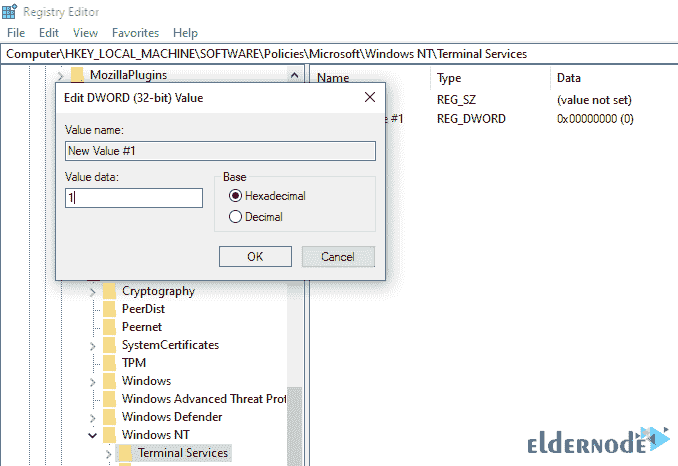 Registry Editor
File Edit View Favorites Help
Computer\HKEY_LOCAL_MACHINE\SOFTWARE\Policies\Microsoft\Windows NT\Terminal Services
MozillaPlugins
Name Type Data
REG_SZ (value not set)
#1 REG_DWORD 0x00000000 (0)
Edit DWORD (32-bit) Value
Value name:
New Value #1
Value data:
1
Base
Hexadecimal
Decimal
OK Cancel
Cryptography
PeerDist
Peernet
SystemCertificates
TPM
Windows
Windows Advanced Threat Prot
Windows Defender
Windows NT
Terminal Services
eldernode